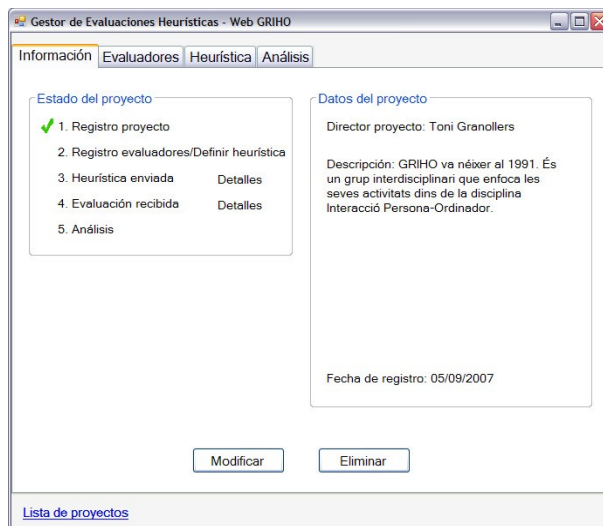 Gestor de Evaluaciones Heurísticas - Web GRIHO
Información Evaluadores Heurística Análisis
Estado del proyecto
1. Registro proyecto
2. Registro evaluadores/Definir heurística
3. Heurística enviada Detalles
4. Evaluación recibida Detalles
5. Análisis
Datos del proyecto
Director proyecto: Toni Granollers
Descripción: GRIHO va néixer al 1991. És
un grup interdisciplinari que enfoca les
seves activitats dins de la disciplina
Interacció Persona-Ordinador.
Fecha de registro: 05/09/2007
Modificar Eliminar
Lista de proyectos